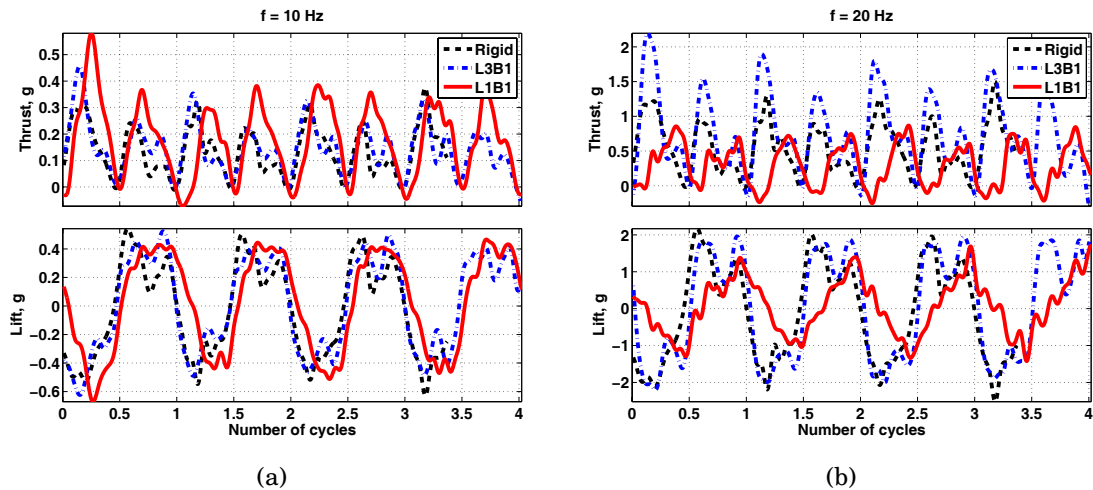 f = 10 Hz
0.5
0.4
0.3
0.2
0.1
0
Thrust, g
Rigid
L3B1
L1B1
0.4
0.2
0
−0.2
−0.4
−0.6
Lift, g
0 0.5 1 1.5 2 2.5 3 3.5 4
Number of cycles
(a)
f = 20 Hz
2
1.5
1
0.5
0
Thrust, g
Rigid
L3B1
L1B1
2
1
0
−1
−2
Lift, g
0 0.5 1 1.5 2 2.5 3 3.5 4
Number of cycles
(b)